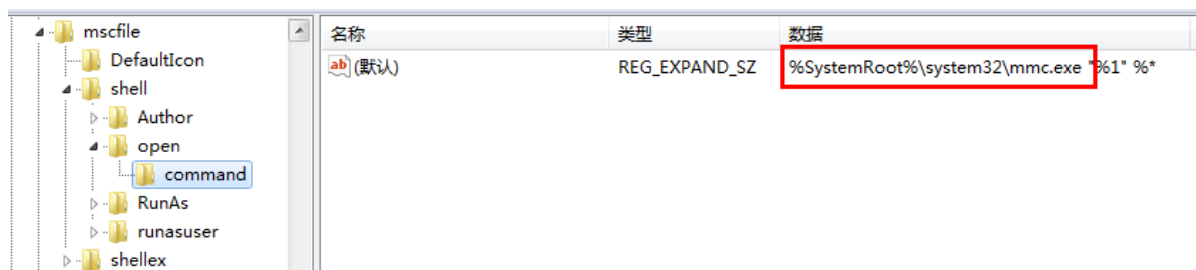 mscfile
DefaultIcon
shell
Author
open
command
RunAs
runasuser
shellex
名称 类型 数据
ab (默认) REG_EXPAND_SZ %SystemRoot%\system32\mmc.exe "%1" %*